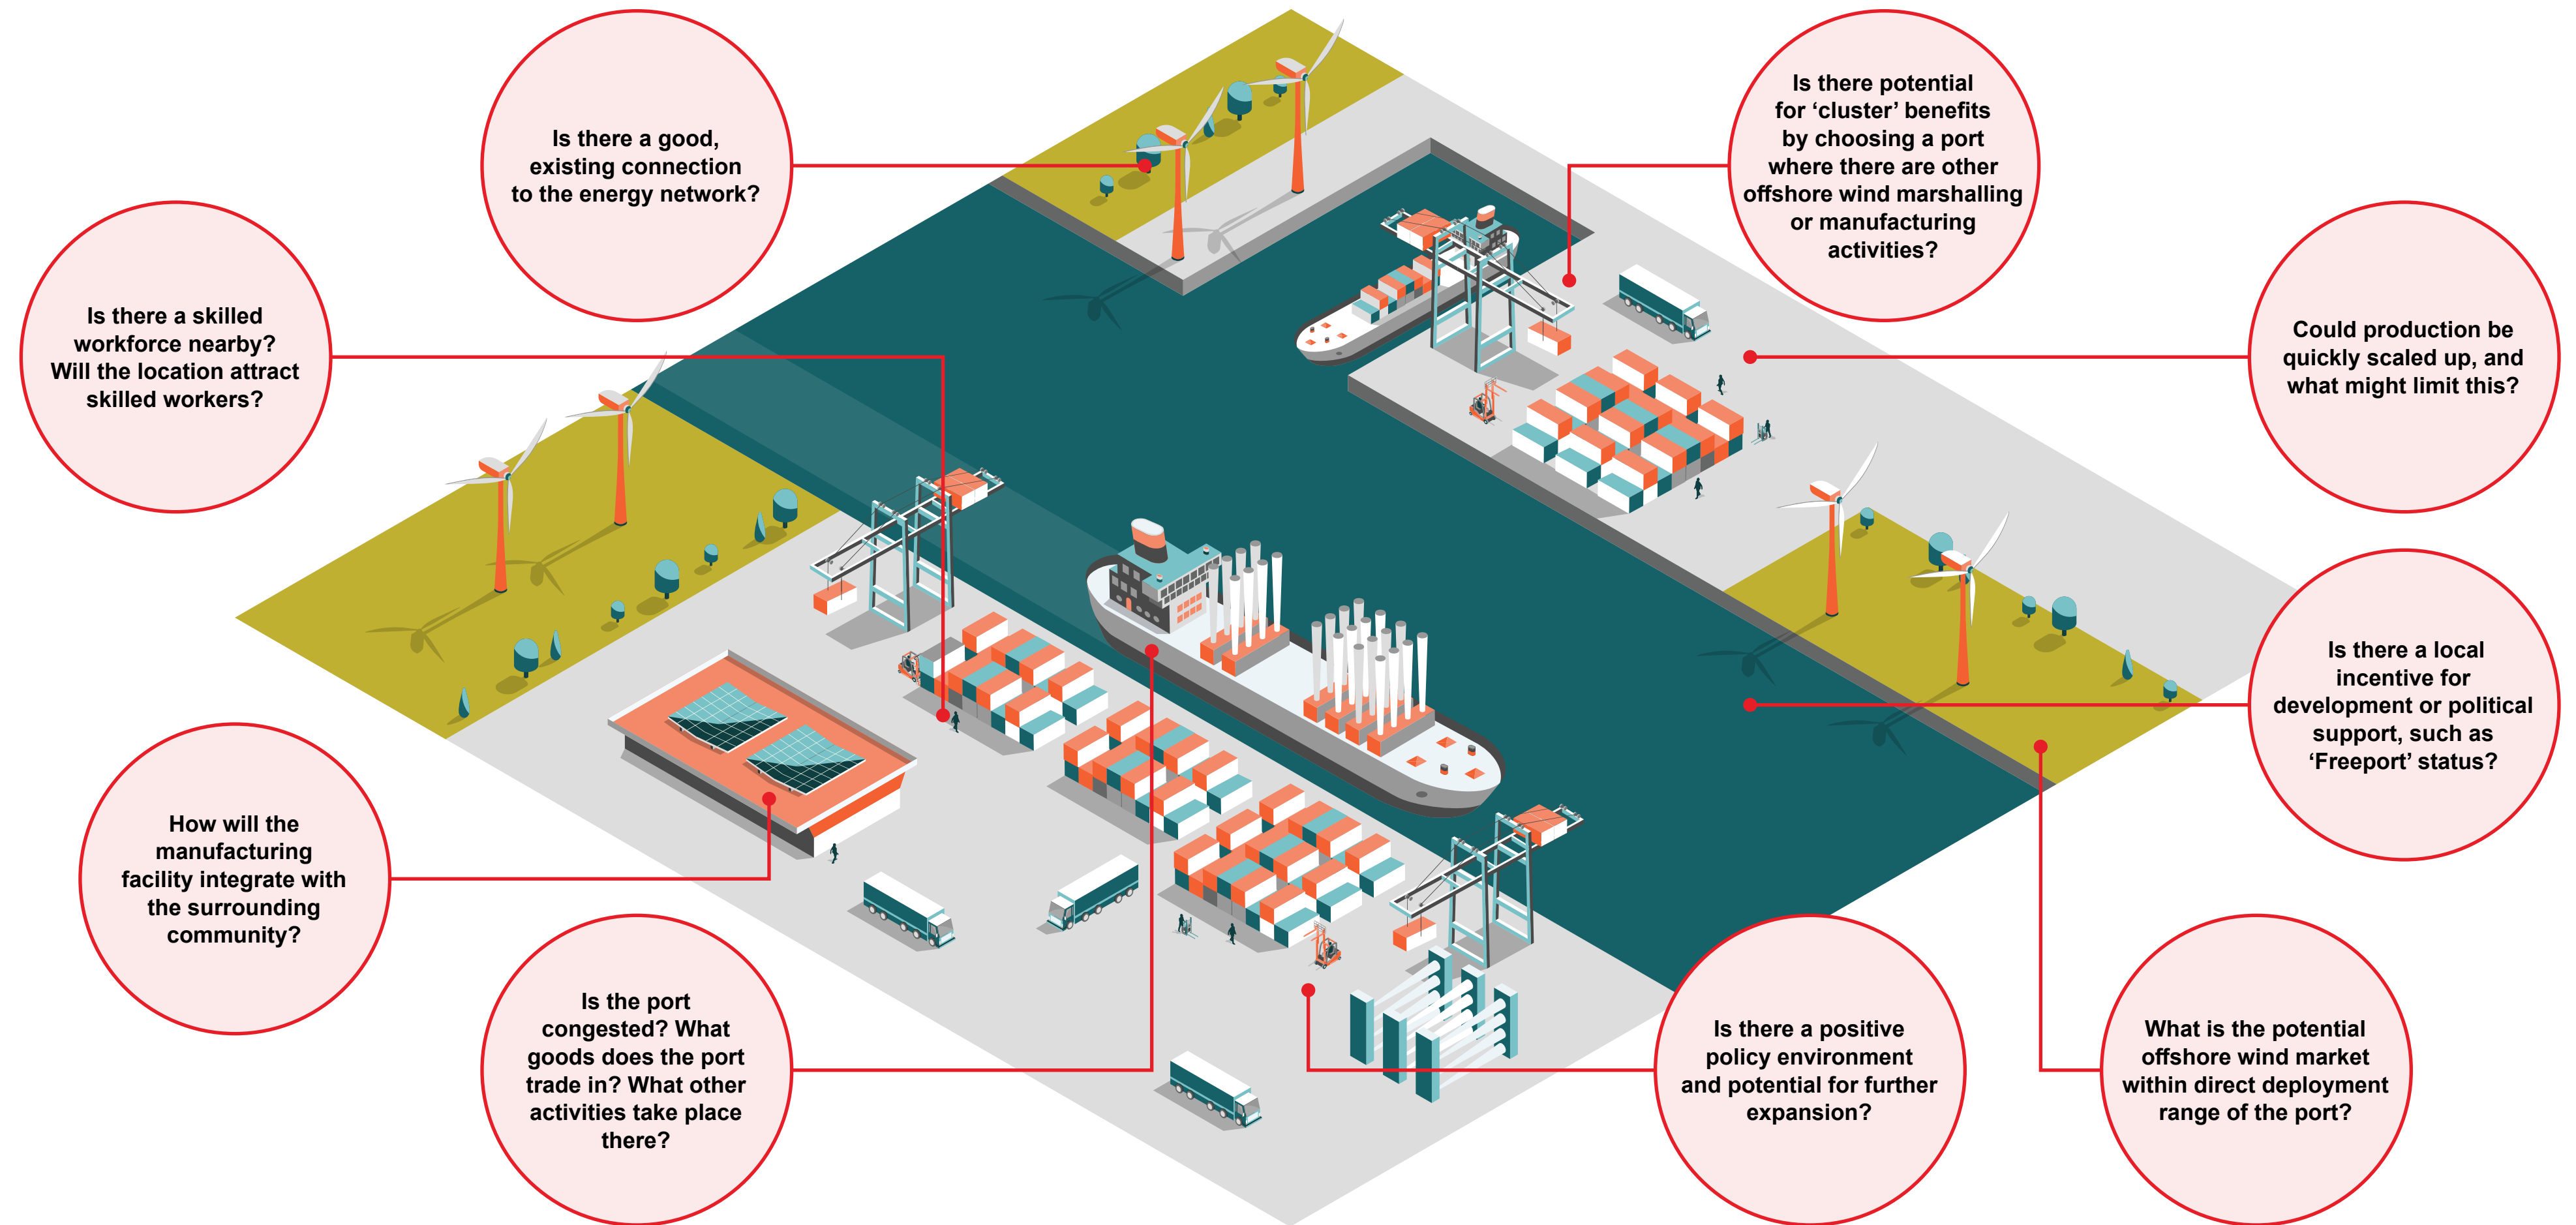 Is there a good,
existing connection
to the energy network?
Is there potential
for ‘cluster’ benefits
by choosing a port
where there are other
offshore wind marshalling
or manufacturing
activities?
Is there a skilled
workforce nearby?
Will the location attract
skilled workers?
Could production be
quickly scaled up, and
what might limit this?
Is there a local
incentive for
development or political
support, such as
‘Freeport’ status?
How will the
manufacturing
facility integrate with
the surrounding
community?
Is the port
congested? What
goods does the port
trade in? What other
activities take place
there?
Is there a positive
policy environment
and potential for further
expansion?
What is the potential
offshore wind market
within direct deployment
range of the port?